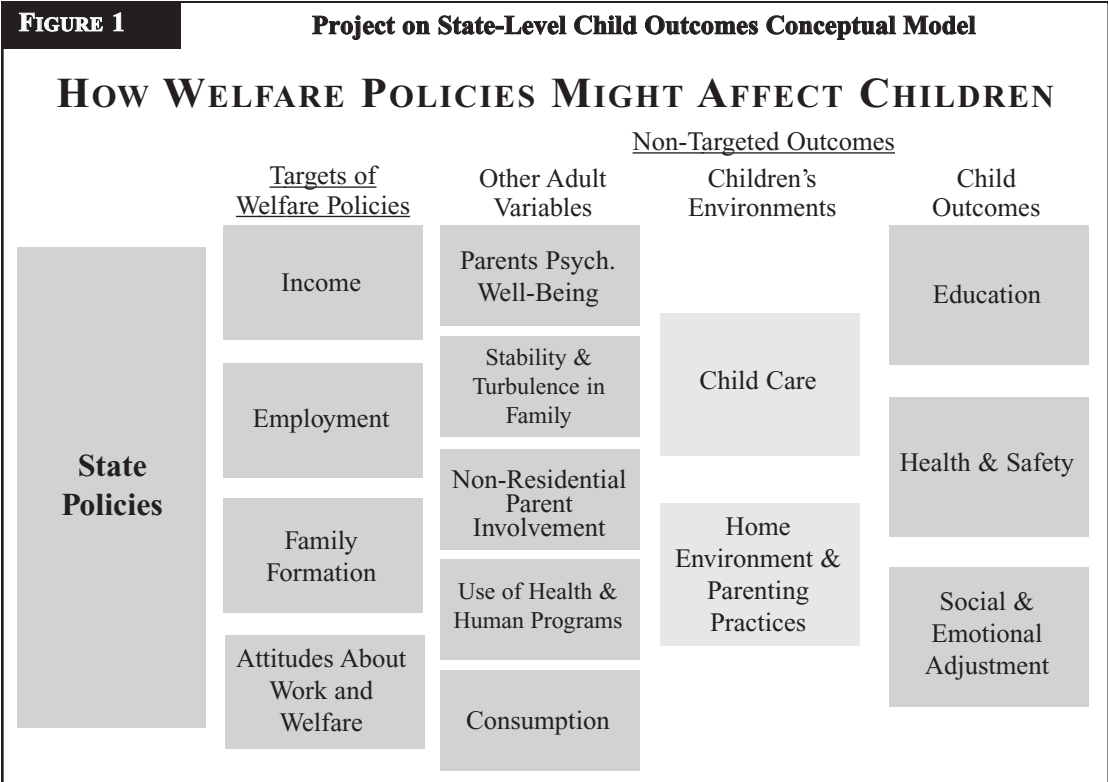 FIGURE 1
Project on State-Level Child Outcomes Conceptual Model
HOW WELFARE POLICIES MIGHT AFFECT CHILDREN
Non-Targeted Outcomes
Targets of
Welfare Policies
Other Adult
Variables
Children’s
Environments
Child
Outcomes
State
Policies
Income
Employment
Family
Formation
Attitudes About
Work and
Welfare
Parents Psych.
Well-Being
Stability &
Turbulence in
Family
Non-Residential
Parent
Involvement
Use of Health &
Human Programs
Consumption
Child Care
Home
Environment &
Parenting
Practices
Education
Health & Safety
Social &
Emotional
Adjustment